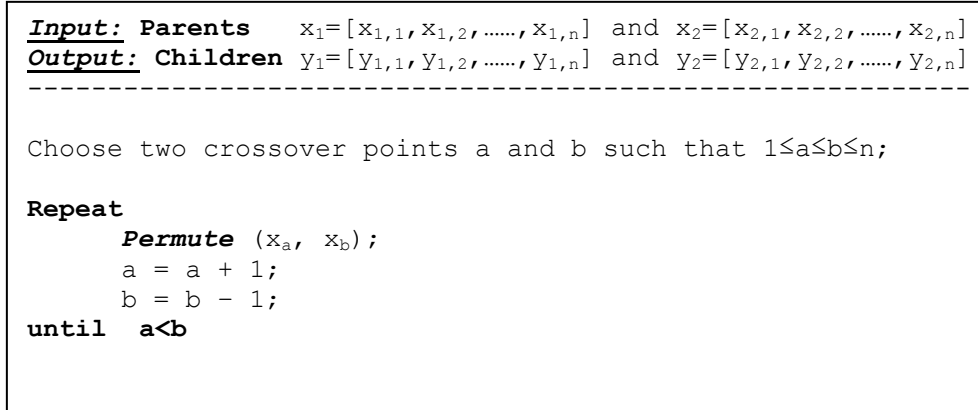 Input: Parents x₁=[x₁,₁,x₁,₂,……,x₁,ₙ] and x₂=[x₂,₁,x₂,₂,……,x₂,ₙ]
Output: Children y₁=[y₁,₁,y₁,₂,……,y₁,ₙ] and y₂=[y₂,₁,y₂,₂,……,y₂,ₙ]
--------------------------------------------------------------
Choose two crossover points a and b such that 1≤a≤b≤n;
Repeat
Permute (xₐ, x_b);
a = a + 1;
b = b – 1;
until a<b